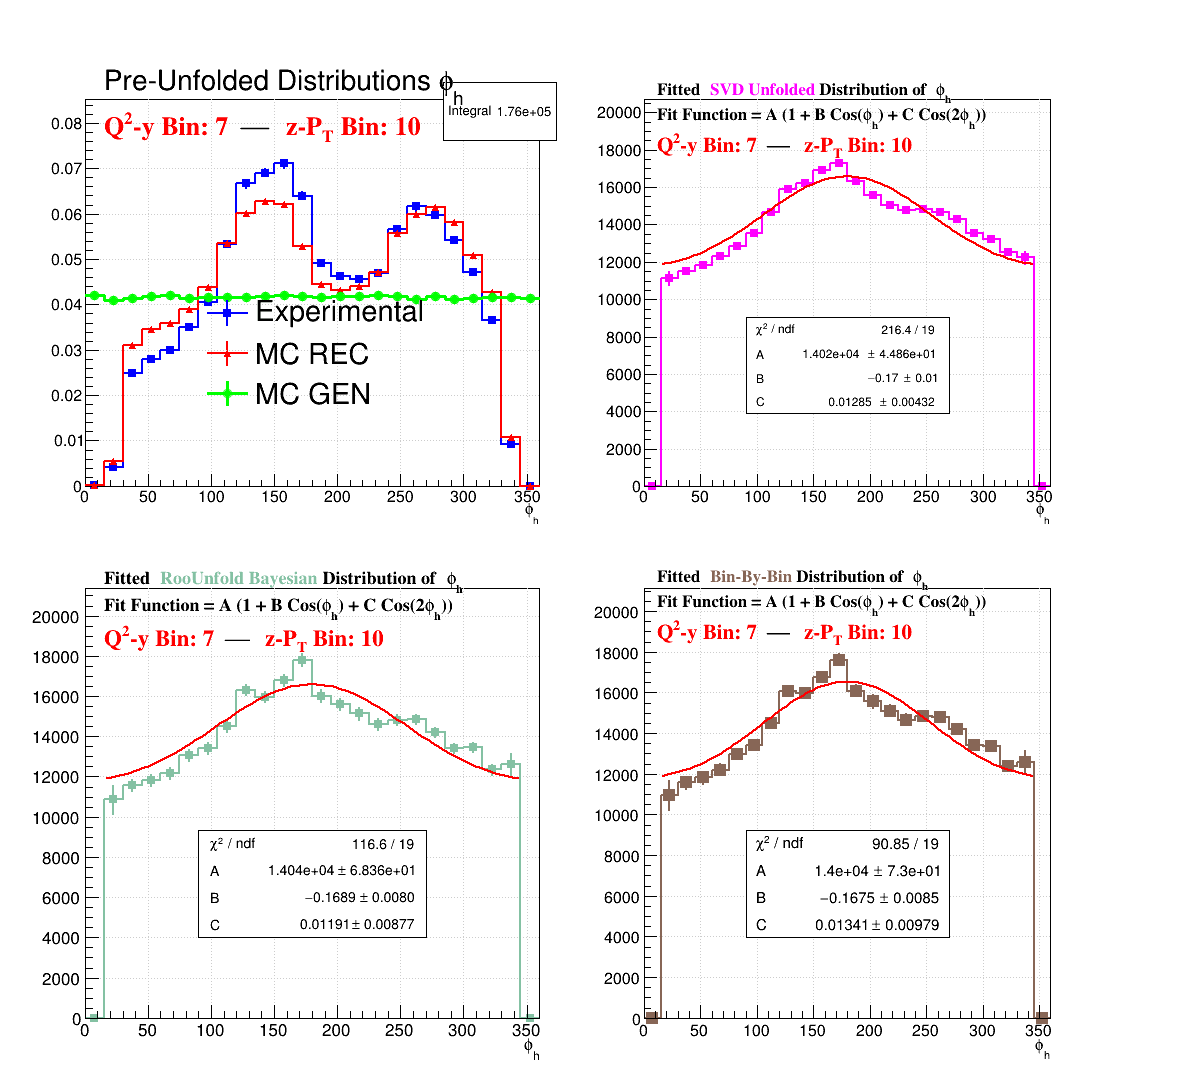 Pre-Unfolded Distributions ϕh
Integral 1.76e+05
Q²-y Bin: 7 — z-PT Bin: 10
0.08
0.07
0.06
0.05
0.04
0.03
0.02
0.01
0
Experimental
MC REC
MC GEN
0 50 100 150 200 250 300 350
ϕh
Fitted SVD Unfolded Distribution of ϕh
Fit Function = A (1 + B Cos(ϕh) + C Cos(2ϕh))
Q²-y Bin: 7 — z-PT Bin: 10
20000
18000
16000
14000
12000
10000
8000
6000
4000
2000
0
χ² / ndf 216.4 / 19
A 1.402e+04 ± 4.486e+01
B −0.17 ± 0.01
C 0.01285 ± 0.00432
0 50 100 150 200 250 300 350
ϕh
Fitted RooUnfold Bayesian Distribution of ϕh
Fit Function = A (1 + B Cos(ϕh) + C Cos(2ϕh))
Q²-y Bin: 7 — z-PT Bin: 10
20000
18000
16000
14000
12000
10000
8000
6000
4000
2000
0
χ² / ndf 116.6 / 19
A 1.404e+04 ± 6.836e+01
B −0.1689 ± 0.0080
C 0.01191 ± 0.00877
0 50 100 150 200 250 300 350
ϕh
Fitted Bin-By-Bin Distribution of ϕh
Fit Function = A (1 + B Cos(ϕh) + C Cos(2ϕh))
Q²-y Bin: 7 — z-PT Bin: 10
20000
18000
16000
14000
12000
10000
8000
6000
4000
2000
0
χ² / ndf 90.85 / 19
A 1.4e+04 ± 7.3e+01
B −0.1675 ± 0.0085
C 0.01341 ± 0.00979
0 50 100 150 200 250 300 350
ϕh